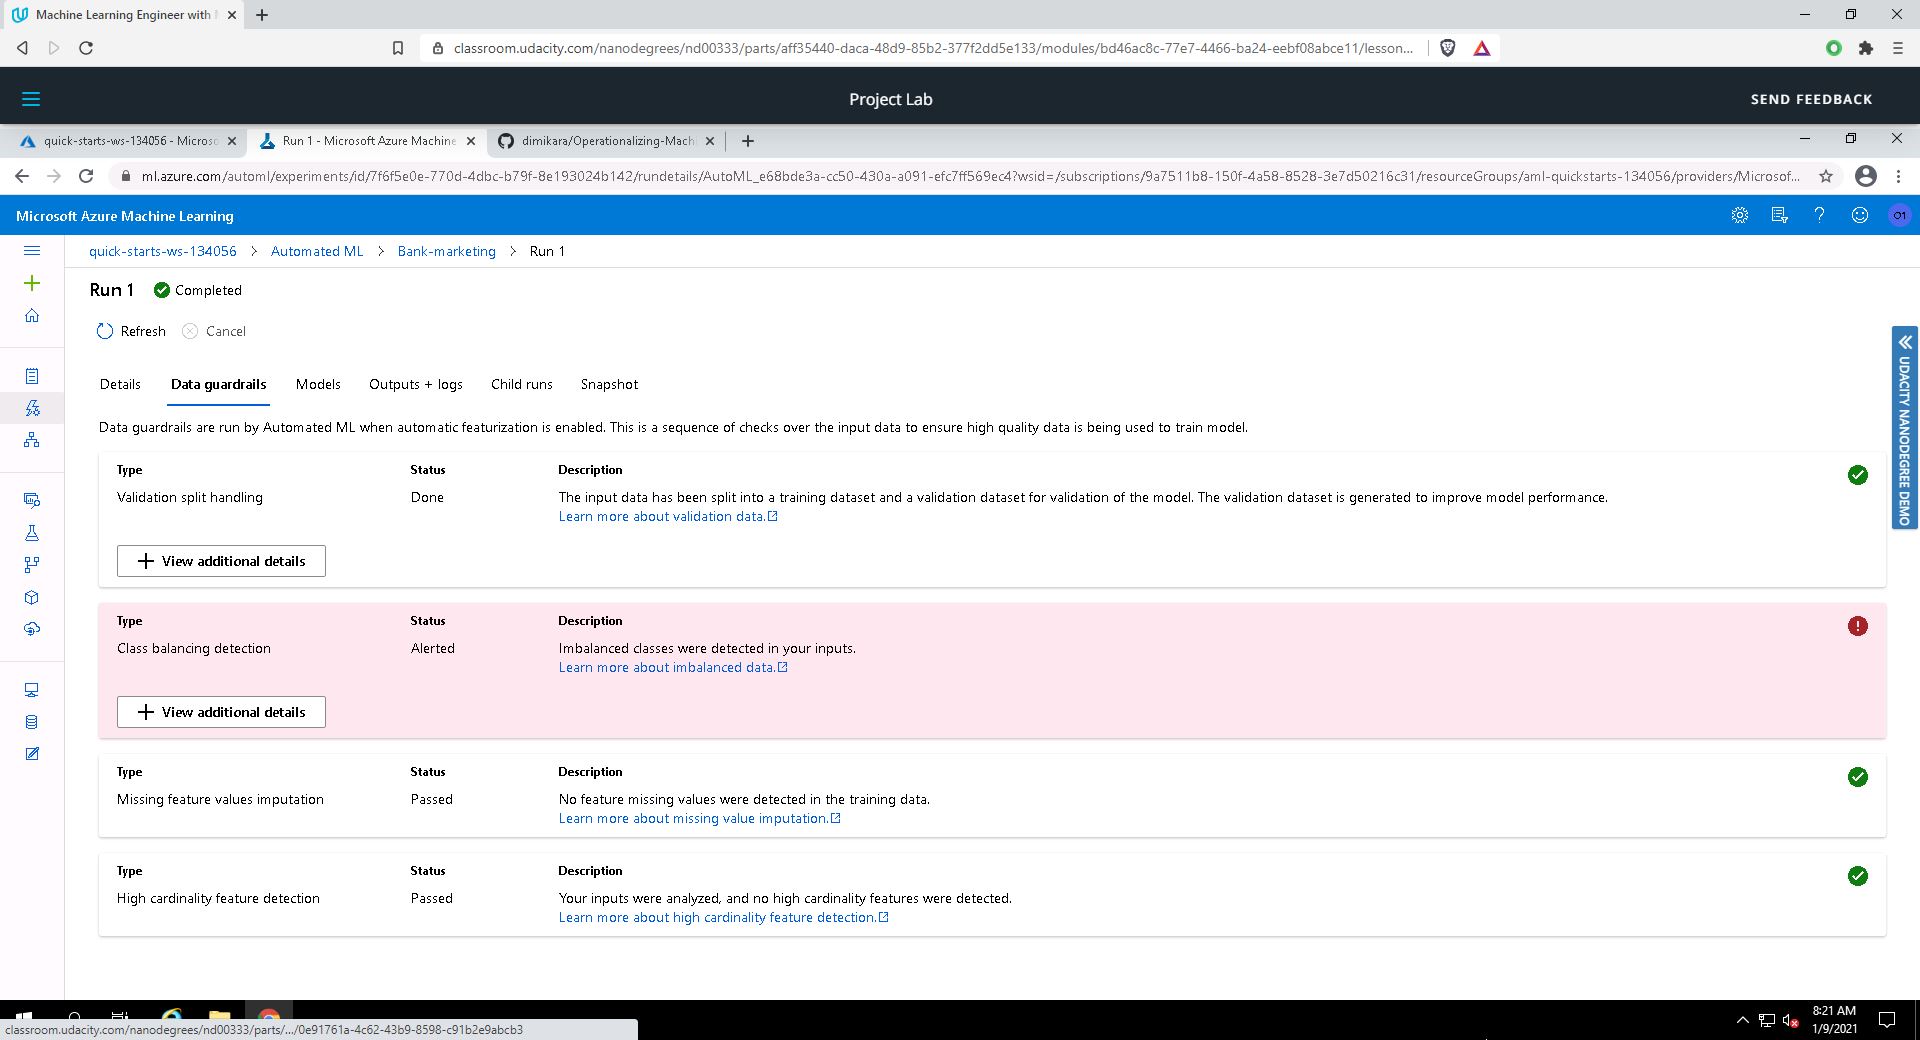 Machine Learning Engineer with
classroom.udacity.com/nanodegrees/nd00333/parts/aff35440-daca-48d9-85b2-377f2dd5e133/modules/bd46ac8c-77e7-4466-ba24-eebf08abce11/lesson...
Project Lab
SEND FEEDBACK
quick-starts-ws-134056 - Microso
Run 1 - Microsoft Azure Machine
dimikara/Operationalizing-Mach
ml.azure.com/automl/experiments/id/7f6f5e0e-770d-4dbc-b79f-8e193024b142/rundetails/AutoML_e68bde3a-cc50-430a-a091-efc7ff569ec4?wsid=/subscriptions/9a7511b8-150f-4a58-8528-3e7d50216c31/resourceGroups/aml-quickstarts-134056/providers/Microsof...
Microsoft Azure Machine Learning
O1
quick-starts-ws-134056 > Automated ML > Bank-marketing > Run 1
Run 1 Completed
Refresh Cancel
Details Data guardrails Models Outputs + logs Child runs Snapshot
Data guardrails are run by Automated ML when automatic featurization is enabled. This is a sequence of checks over the input data to ensure high quality data is being used to train model.
Type Status Description
Validation split handling Done The input data has been split into a training dataset and a validation dataset for validation of the model. The validation dataset is generated to improve model performance.
Learn more about validation data.
+ View additional details
Type Status Description
Class balancing detection Alerted Imbalanced classes were detected in your inputs.
Learn more about imbalanced data.
+ View additional details
Type Status Description
Missing feature values imputation Passed No feature missing values were detected in the training data.
Learn more about missing value imputation.
Type Status Description
High cardinality feature detection Passed Your inputs were analyzed, and no high cardinality features were detected.
Learn more about high cardinality feature detection.
UDACITY NANODEGREE DEMO
classroom.udacity.com/nanodegrees/nd00333/parts/.../0e91761a-4c62-43b9-8598-c91b2e9abcb3
8:21 AM
1/9/2021